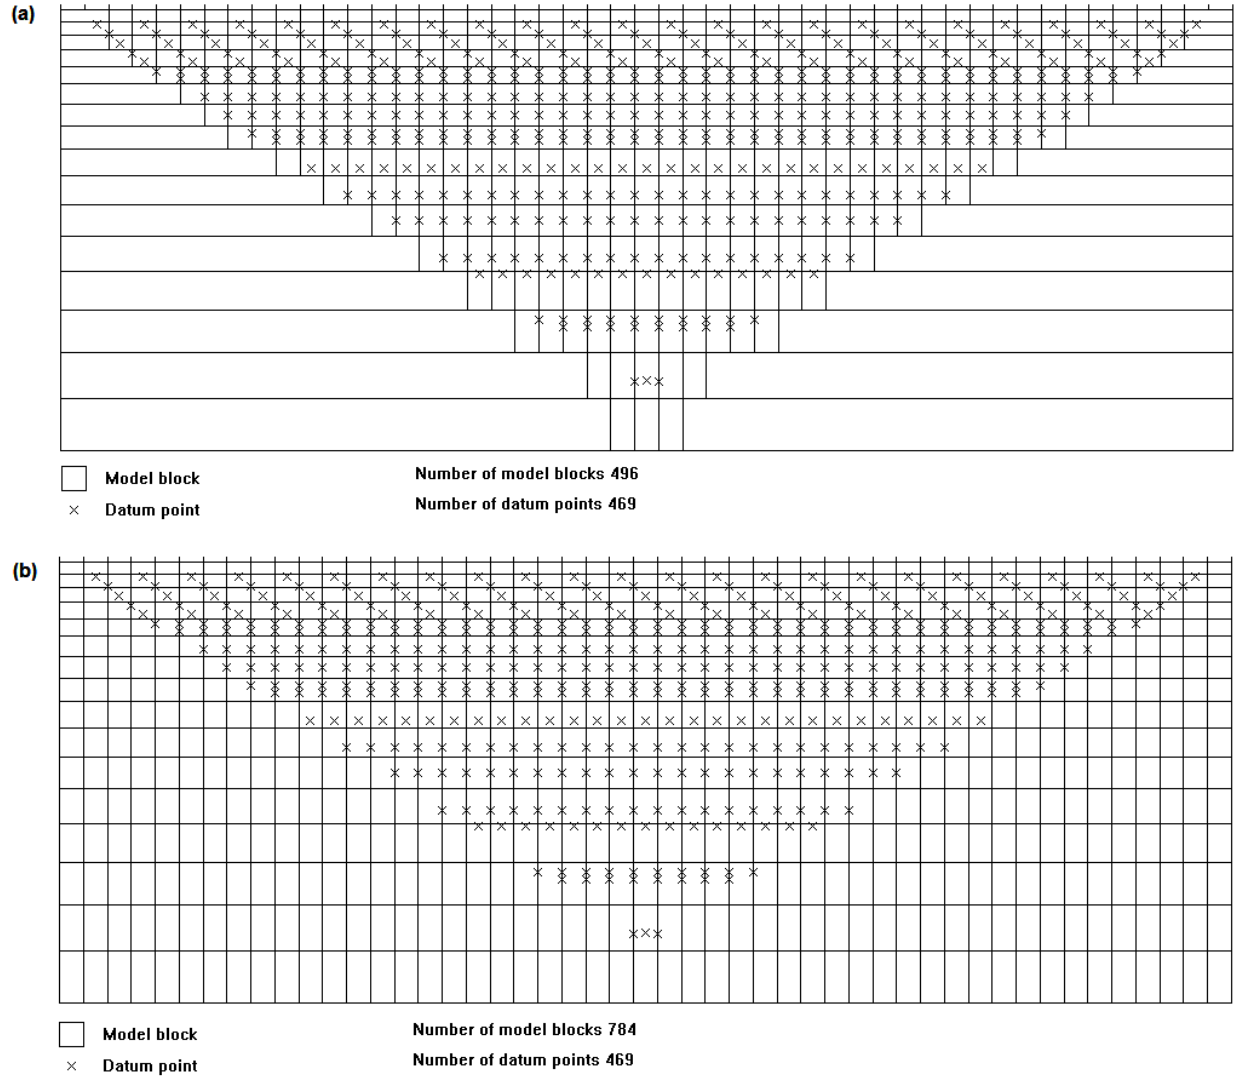 (a)
Model block
Number of model blocks 496
Datum point
Number of datum points 469
(b)
Model block
Number of model blocks 784
Datum point
Number of datum points 469